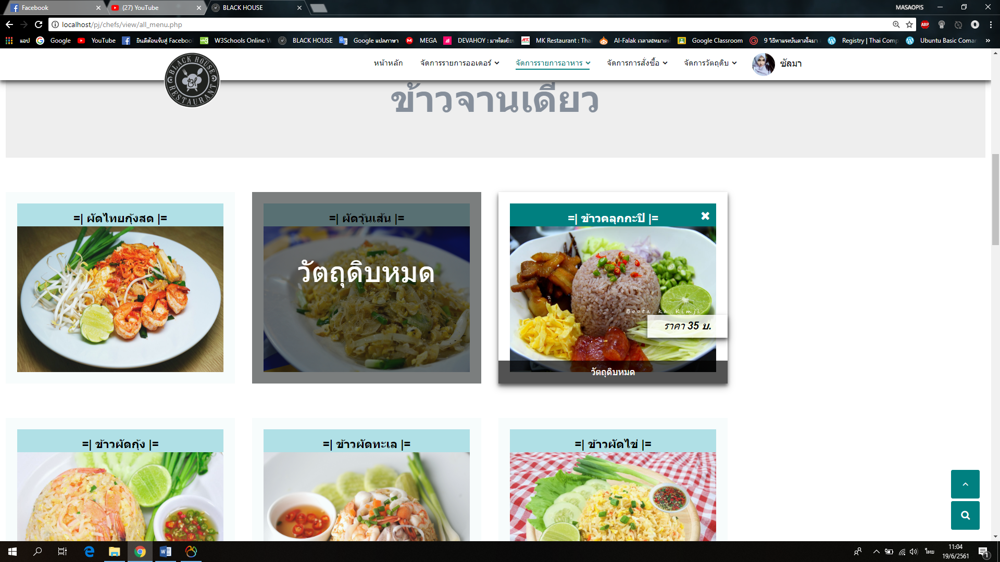 Facebook
(27) YouTube
BLACK HOUSE
MASAOPIS
localhost/pj/chefs/view/all_menu.php
ABP
แอป
Google
YouTube
ยินดีต้อนรับสู่ Faceboo
W3Schools Online W
BLACK HOUSE
Google แปลภาษา
MEGA
DEVAHOY : มาหัดเขีย
MK Restaurant : Tha
Al-Falak เวลาละหมาด
Google Classroom
9 วิธีหาแรงบันดาลใจมา
Registry | Thai Comp
Ubuntu Basic Coma
BLACK HOUSE
RESTAURANT
หน้าหลัก
จัดการรายการออเดอร์
จัดการรายการอาหาร
จัดการการสั่งซื้อ
จัดการวัตถุดิบ
ซัลมา
ข้าวจานเดียว
=| ผัดไทยกุ้งสด |=
=| ผัดวุ้นเส้น |=
วัตถุดิบหมด
=| ข้าวคลุกกะปิ |=
Boota ka Kimji
ราคา 35 บ.
วัตถุดิบหมด
=| ข้าวผัดกุ้ง |=
=| ข้าวผัดทะเล |=
=| ข้าวผัดไข่ |=
ไทย
11:04
19/6/2561
1